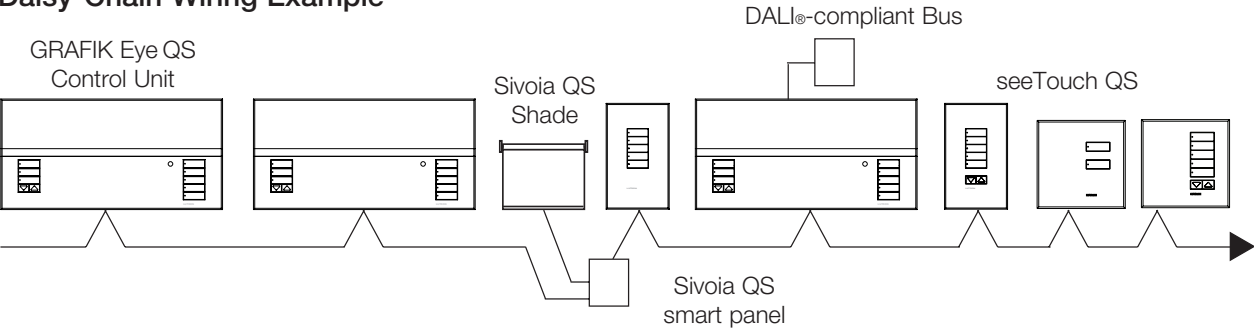 Daisy-Chain Wiring Example
DALI®-compliant Bus
GRAFIK Eye QS
Control Unit
Sivoia QS
Shade
seeTouch QS
Sivoia QS
smart panel